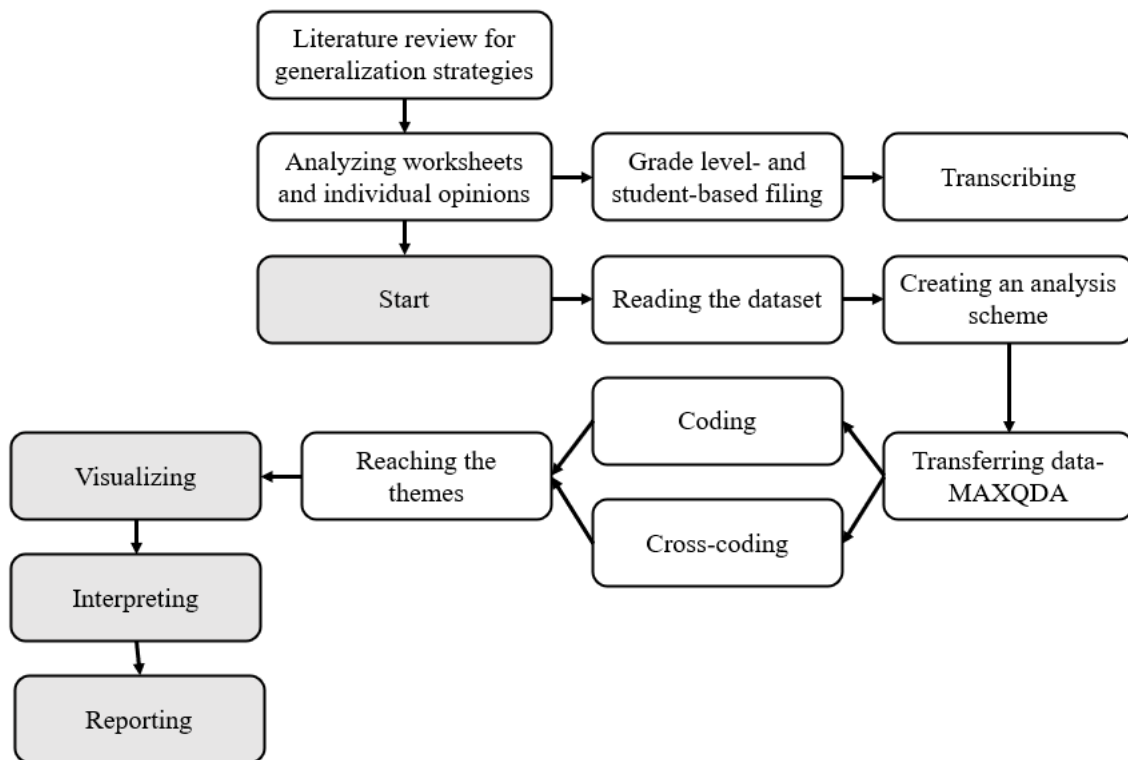 Literature review for
generalization strategies
Analyzing worksheets
and individual opinions
Grade level- and
student-based filing
Transcribing
Start
Reading the dataset
Creating an analysis
scheme
Transferring data-
MAXQDA
Coding
Cross-coding
Reaching the
themes
Visualizing
Interpreting
Reporting